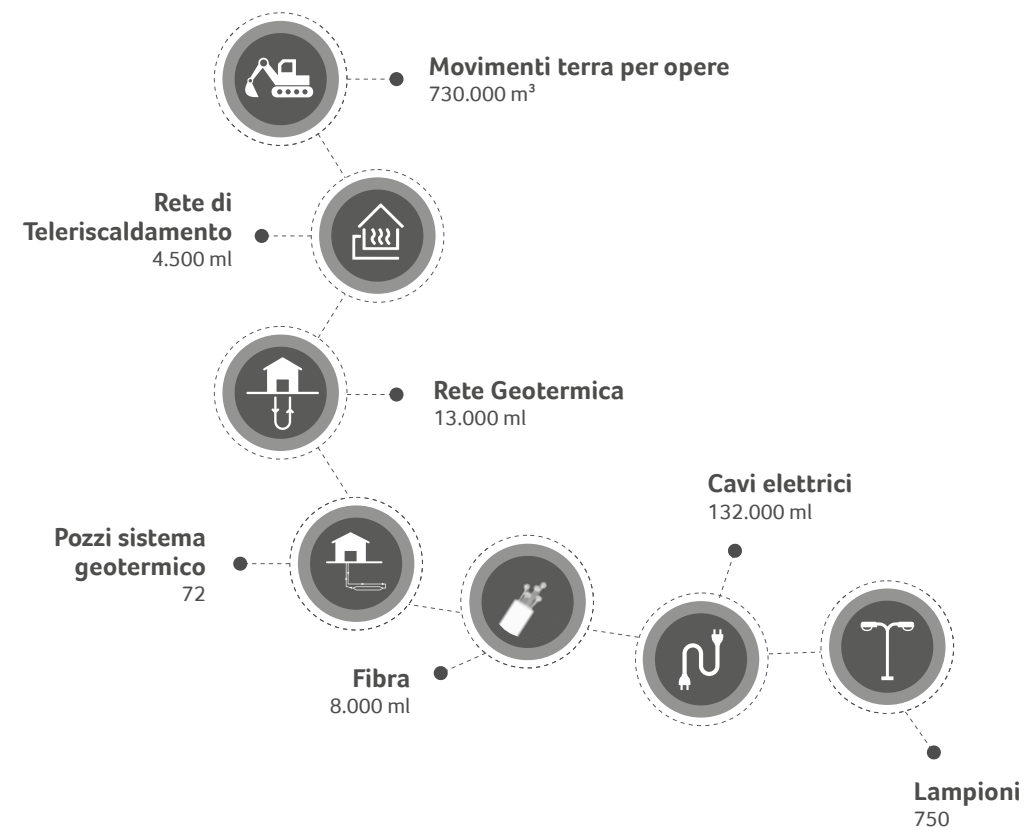 Movimenti terra per opere
730.000 m³
Rete di
Teleriscaldamento
4.500 ml
Rete Geotermica
13.000 ml
Pozzi sistema
geotermico
72
Fibra
8.000 ml
Cavi elettrici
132.000 ml
Lampioni
750